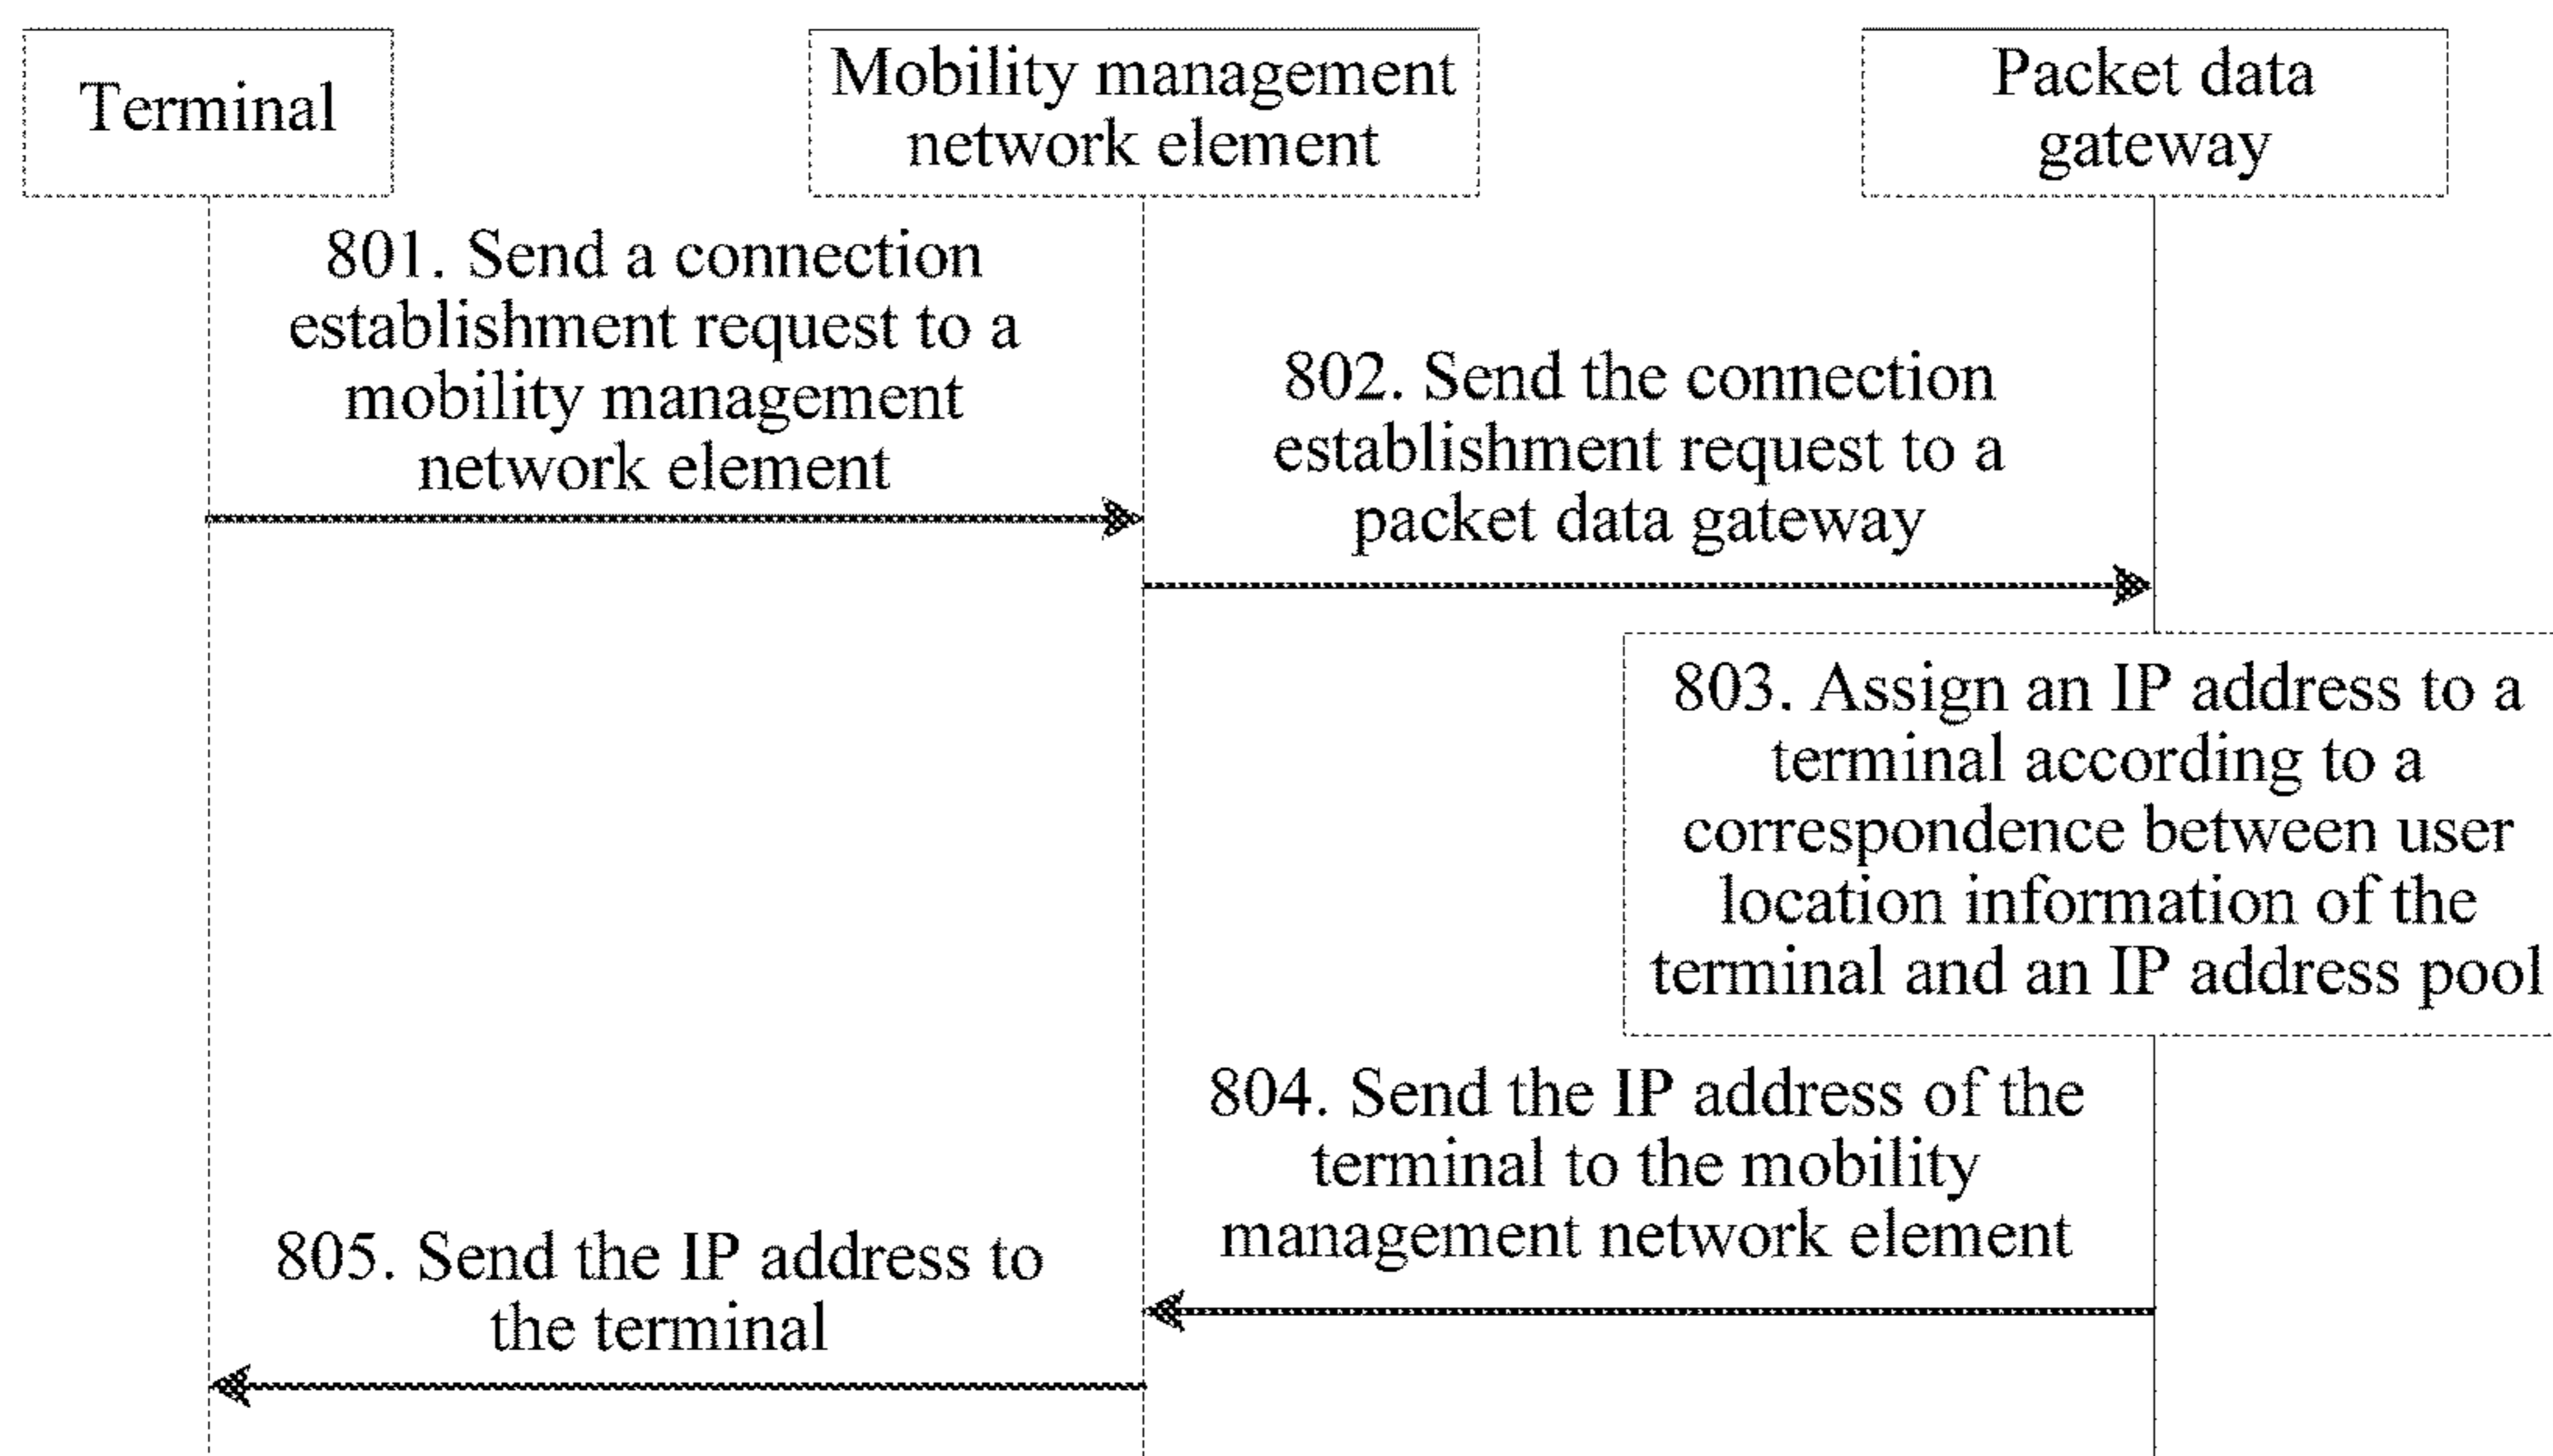 Terminal
Mobility management
network element
Packet data
gateway
801. Send a connection
establishment request to a
mobility management
network element
802. Send the connection
establishment request to a
packet data gateway
803. Assign an IP address to a
terminal according to a
correspondence between user
location information of the
terminal and an IP address pool
804. Send the IP address of the
terminal to the mobility
management network element
805. Send the IP address to
the terminal